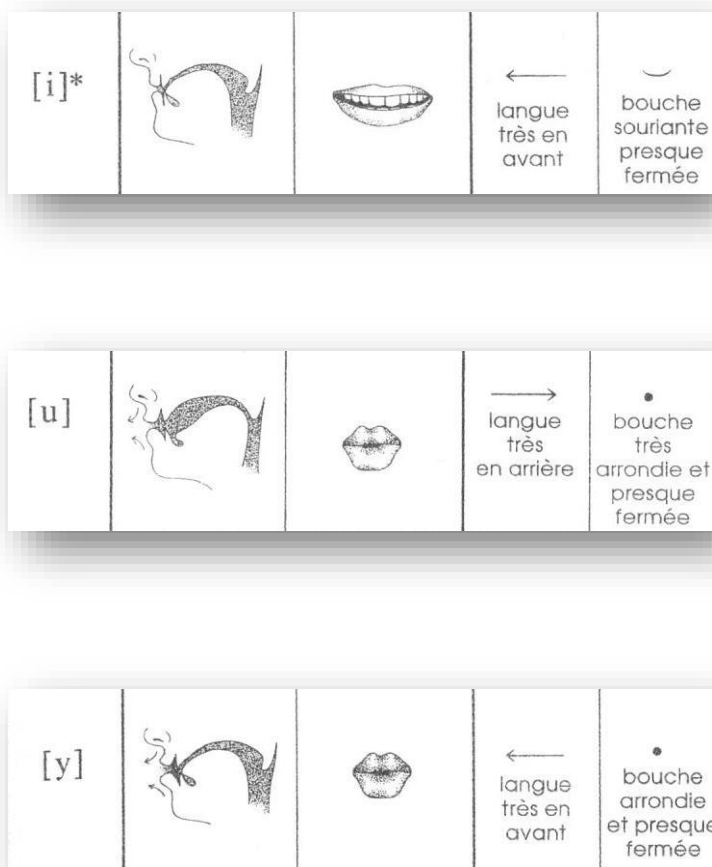 [i]*
langue
très en
avant
bouche
souriante
presque
fermée
[u]
langue
très
en arrière
bouche
très
arrondie et
presque
fermée
[y]
langue
très en
avant
bouche
arrondie
et presque
fermée